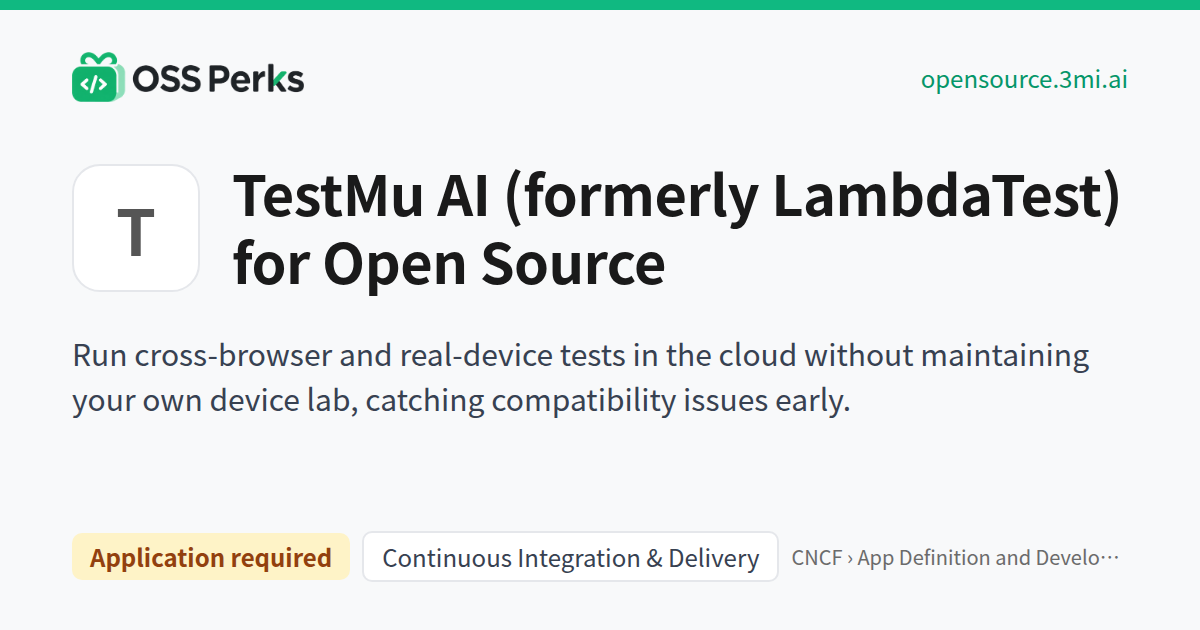 </> OSS Perks
opensource.3mi.ai
T
TestMu AI (formerly LambdaTest)
for Open Source
Run cross-browser and real-device tests in the cloud without maintaining
your own device lab, catching compatibility issues early.
Application required
Continuous Integration & Delivery
CNCF › App Definition and Develo···